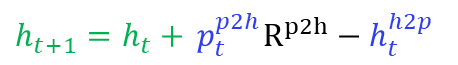 h_{t+1} = h_t + p_t^{p2h} R^{p2h} − h_t^{h2p}